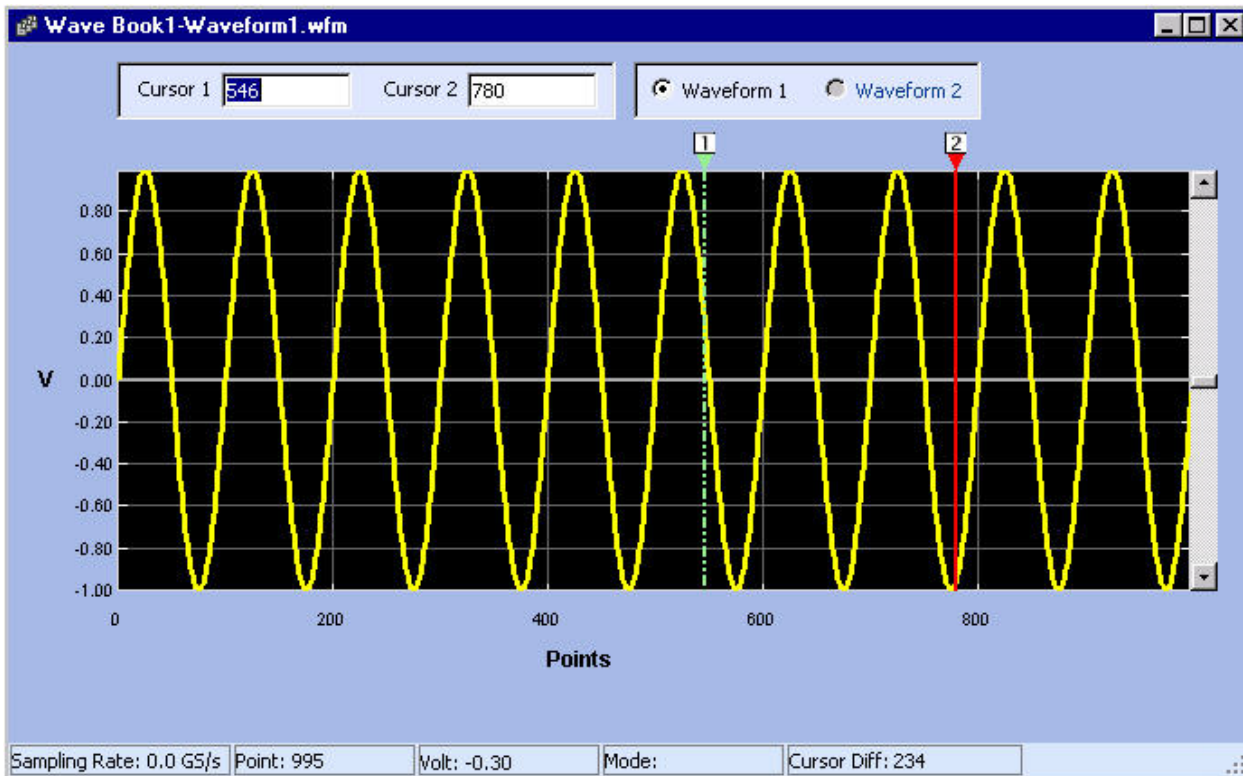 Wave Book1-Waveform1.wfm
Cursor 1 546 Cursor 2 780 Waveform 1 Waveform 2
1 2
0.80
0.60
0.40
0.20
V 0.00
-0.20
-0.40
-0.60
-0.80
-1.00
0 200 400 600 800
Points
Sampling Rate: 0.0 GS/s Point: 995 Volt: -0.30 Mode: Cursor Diff: 234